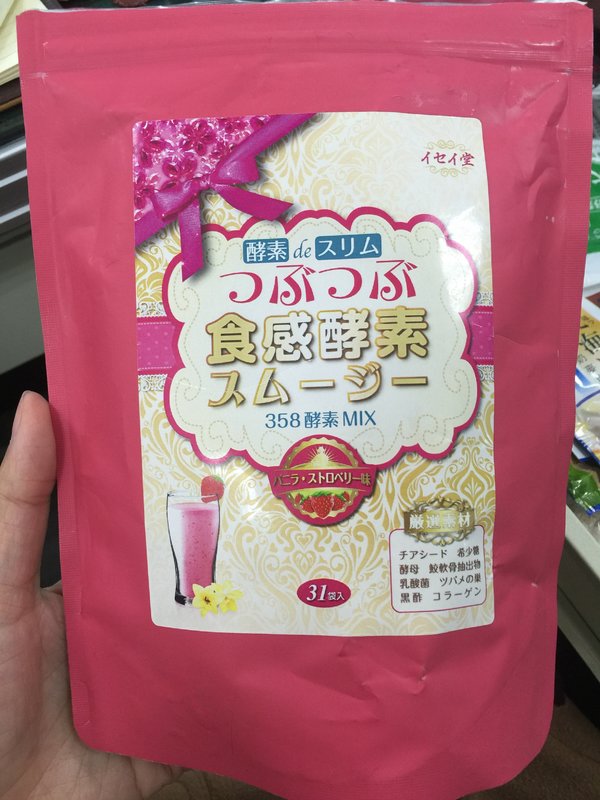 イセイ堂
酵素 de スリム
つぶつぶ
食感酵素
スムージー
358酵素MIX
バニラ・ストロベリー味
厳選素材
チアシード 希少糖
酵母 鮫軟骨抽出物
乳酸菌 ツバメの巣
黒酢 コラーゲン
31袋入